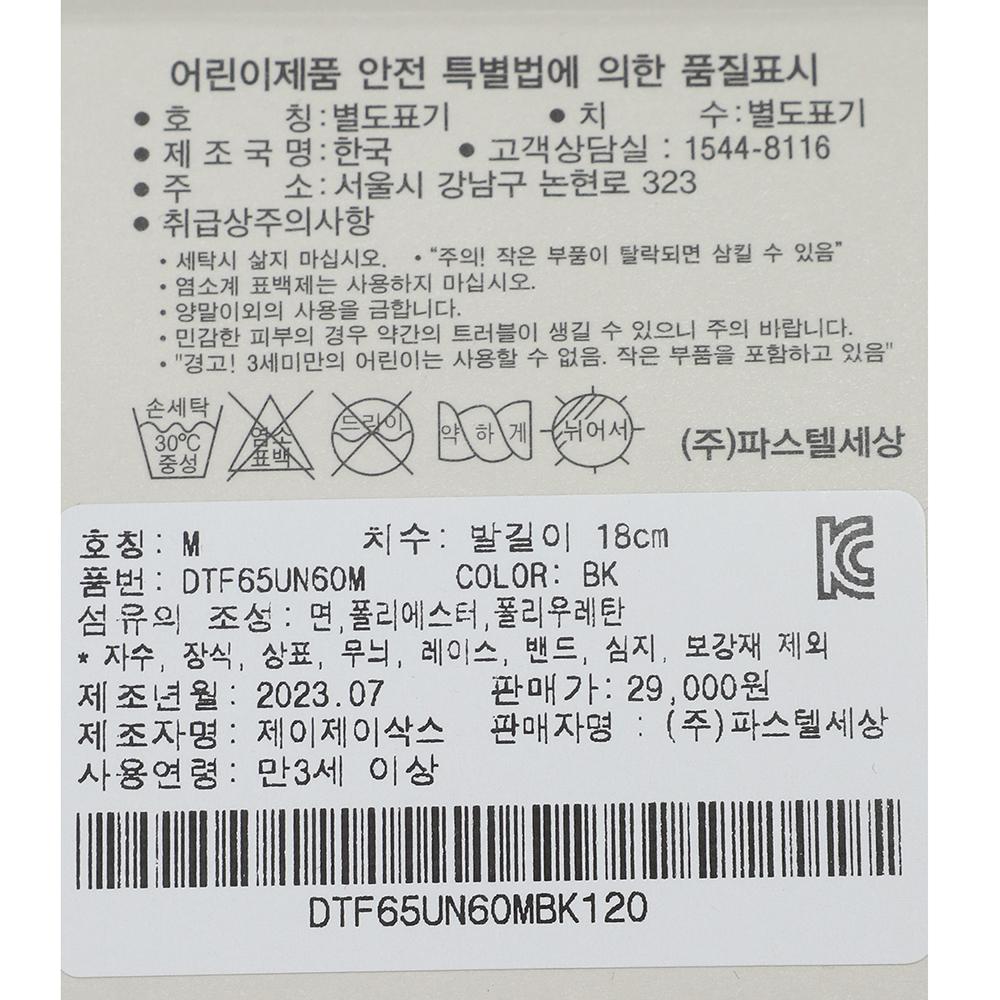 어린이제품 안전 특별법에 의한 품질표시
● 호 칭 : 별도표기 ● 치 수 : 별도표기
● 제 조 국 명 : 한국 ● 고객상담실 : 1544-8116
● 주 소 : 서울시 강남구 논현로 323
● 취급상주의사항
· 세탁시 삶지 마십시오. · "주의! 작은 부품이 탈락되면 삼킬 수 있음"
· 염소계 표백제는 사용하지 마십시오.
· 양말이외의 사용을 금합니다.
· 민감한 피부의 경우 약간의 트러블이 생길 수 있으니 주의 바랍니다.
· "경고! 3세미만의 어린이는 사용할 수 없음. 작은 부품을 포함하고 있음"
손세탁 30℃ 중성
염소 표백
드라이
약 하 게
뉘어서
(주)파스텔세상
호칭: M 치수: 발길이 18cm
KC
품번: DTF65UN60M COLOR: BK
섬유의 조성: 면,폴리에스터,폴리우레탄
* 자수, 장식, 상표, 무늬, 레이스, 밴드, 심지, 보강재 제외
제조년월: 2023.07 판매가: 29,000원
제조자명: 제이제이삭스 판매자명 : (주)파스텔세상
사용연령: 만3세 이상
DTF65UN60MBK120